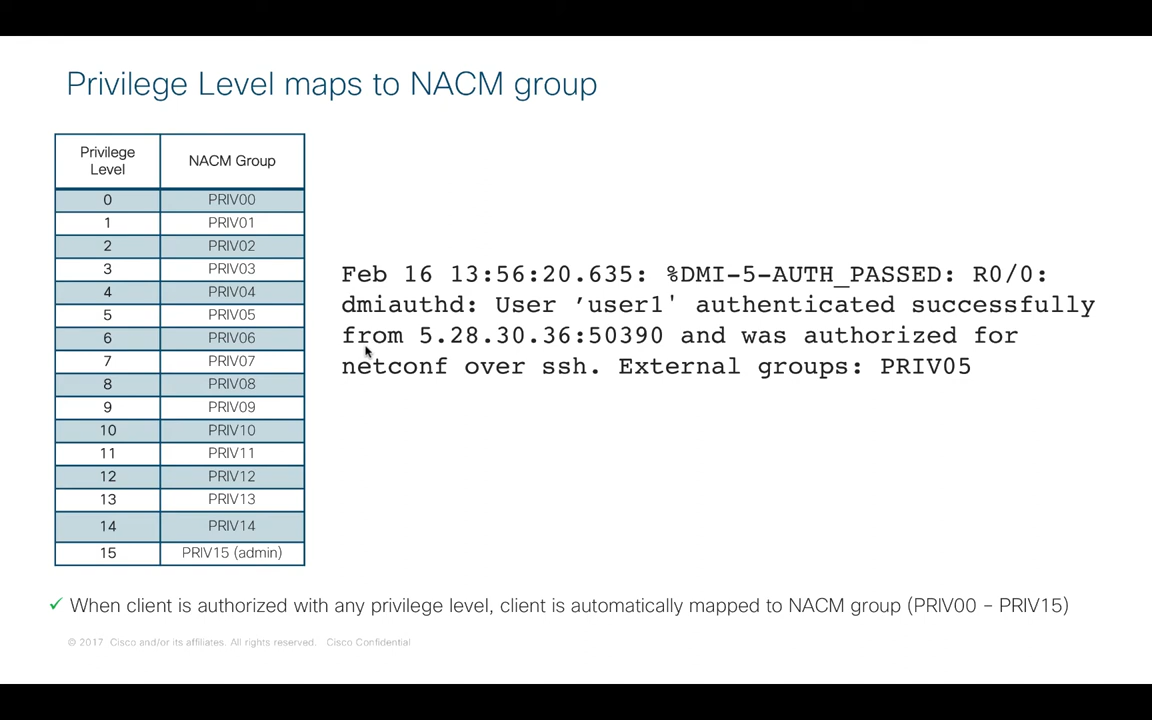 Privilege Level maps to NACM group
Privilege
Level
NACM Group
0 PRIV00
1 PRIV01
2 PRIV02
3 PRIV03
4 PRIV04
5 PRIV05
6 PRIV06
7 PRIV07
8 PRIV08
9 PRIV09
10 PRIV10
11 PRIV11
12 PRIV12
13 PRIV13
14 PRIV14
15 PRIV15 (admin)
Feb 16 13:56:20.635: %DMI-5-AUTH_PASSED: R0/0:
dmiauthd: User ’user1' authenticated successfully
from 5.28.30.36:50390 and was authorized for
netconf over ssh. External groups: PRIV05
✓ When client is authorized with any privilege level, client is automatically mapped to NACM group (PRIV00 – PRIV15)
© 2017 Cisco and/or its affiliates. All rights reserved. Cisco Confidential